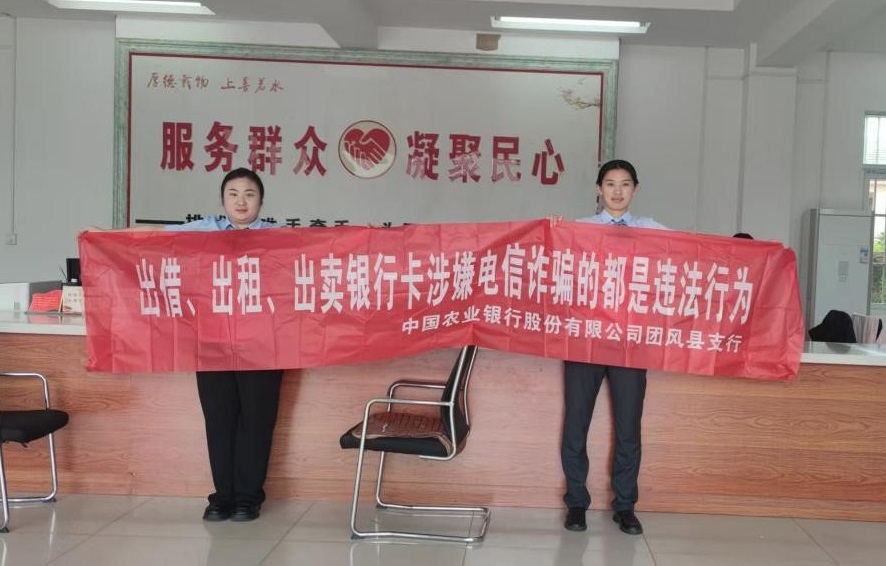 厚德载物 上善若水
服务群众 凝聚民心
出借、出租、出卖银行卡涉嫌电信诈骗的都是违法行为
中国农业银行股份有限公司团风县支行